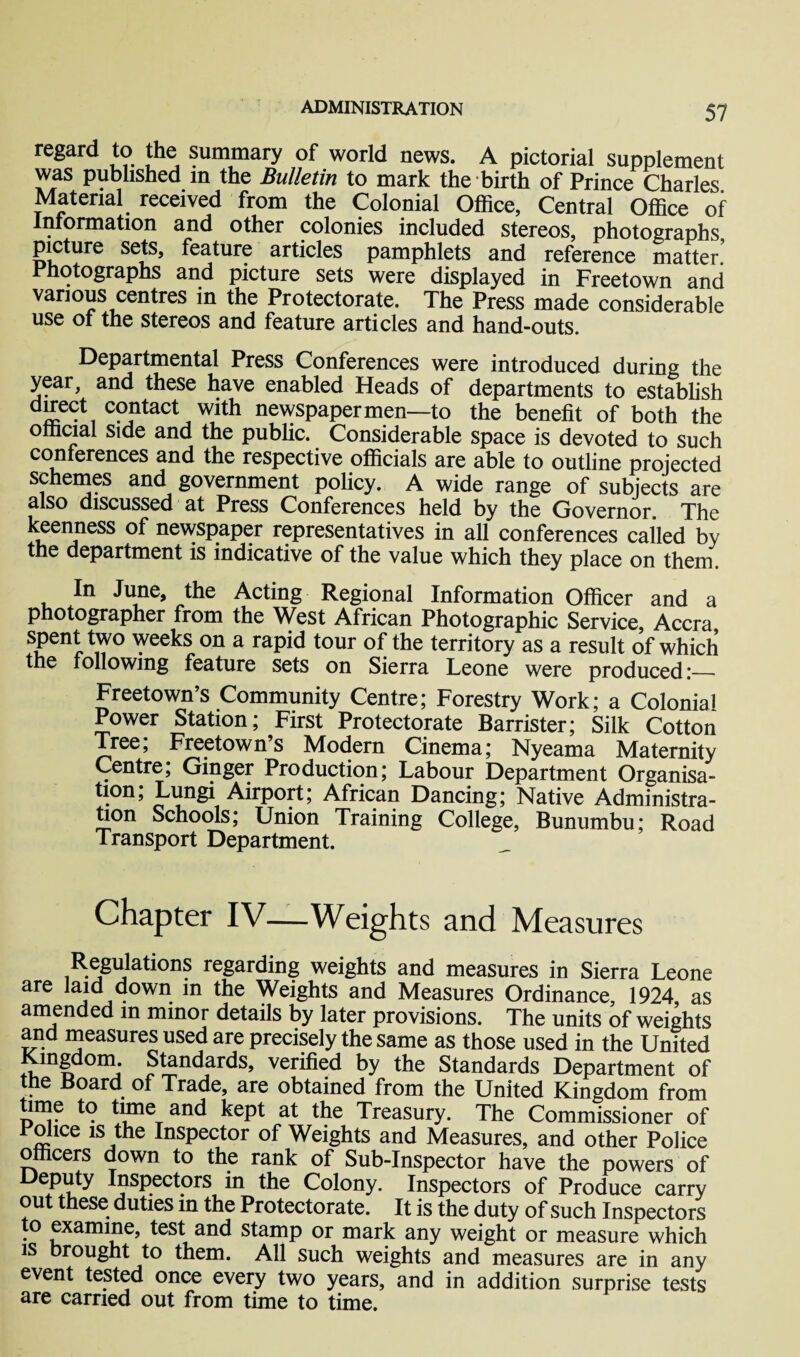 ADMINISTRATION 57
regard to the summary of world news. A pictorial supplement
was published in the Bulletin to mark the birth of Prince Charles.
Material received from the Colonial Office, Central Office of
Information and other colonies included stereos, photographs,
picture sets, feature articles pamphlets and reference matter.
Photographs and picture sets were displayed in Freetown and
various centres in the Protectorate. The Press made considerable
use of the stereos and feature articles and hand-outs.
Departmental Press Conferences were introduced during the
year, and these have enabled Heads of departments to establish
direct contact with newspapermen—to the benefit of both the
official side and the public. Considerable space is devoted to such
conferences and the respective officials are able to outline projected
schemes and government policy. A wide range of subjects are
also discussed at Press Conferences held by the Governor. The
keenness of newspaper representatives in all conferences called by
the department is indicative of the value which they place on them.
In June, the Acting Regional Information Officer and a
photographer from the West African Photographic Service, Accra,
spent two weeks on a rapid tour of the territory as a result of which
the following feature sets on Sierra Leone were produced:—
Freetown's Community Centre; Forestry Work; a Colonial
Power Station; First Protectorate Barrister; Silk Cotton
Tree; Freetown's Modern Cinema; Nyeama Maternity
Centre; Ginger Production; Labour Department Organisa-
tion; Lungi Airport; African Dancing; Native Administra-
tion Schools; Union Training College, Bunumbu; Road
Transport Department.
Chapter IV—Weights and Measures
Regulations regarding weights and measures in Sierra Leone
are laid down in the Weights and Measures Ordinance, 1924, as
amended in minor details by later provisions. The units of weights
and measures used are precisely the same as those used in the United
Kingdom. Standards, verified by the Standards Department of
the Board of Trade, are obtained from the United Kingdom from
time to time and kept at the Treasury. The Commissioner of
Police is the Inspector of Weights and Measures, and other Police
officers down to the rank of Sub-Inspector have the powers of
Deputy Inspectors in the Colony. Inspectors of Produce carry
out these duties in the Protectorate. It is the duty of such Inspectors
to examine, test and stamp or mark any weight or measure which
is brought to them. All such weights and measures are in any
event tested once every two years, and in addition surprise tests
are carried out from time to time.